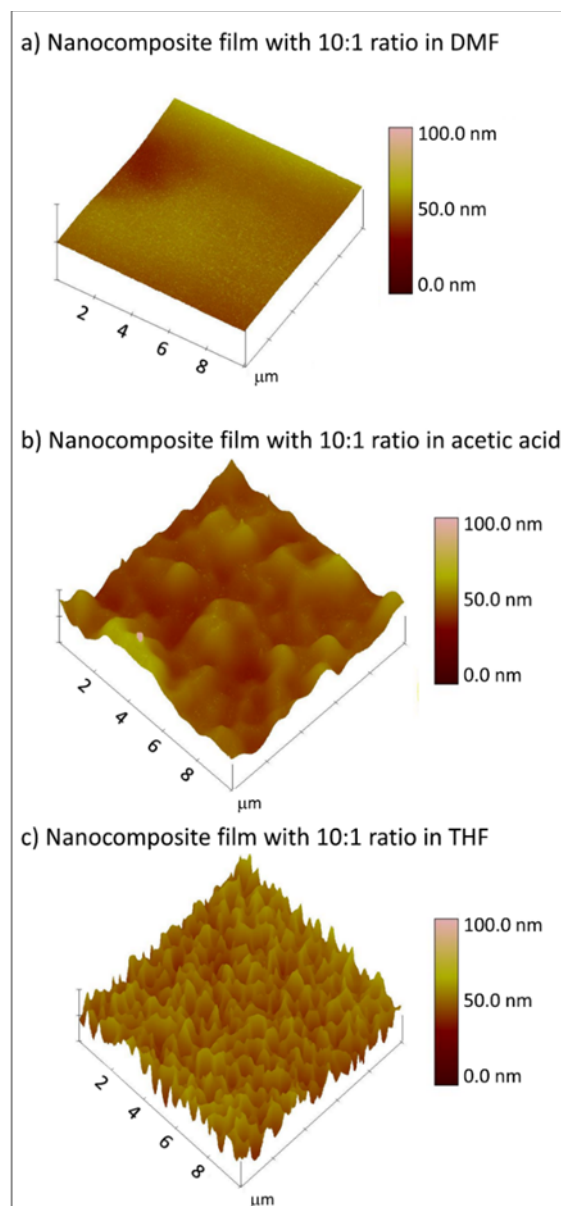 a) Nanocomposite film with 10:1 ratio in DMF
100.0 nm
50.0 nm
0.0 nm
2
4
6
8
μm
b) Nanocomposite film with 10:1 ratio in acetic acid
100.0 nm
50.0 nm
0.0 nm
2
4
6
8
μm
c) Nanocomposite film with 10:1 ratio in THF
100.0 nm
50.0 nm
0.0 nm
2
4
6
8
μm